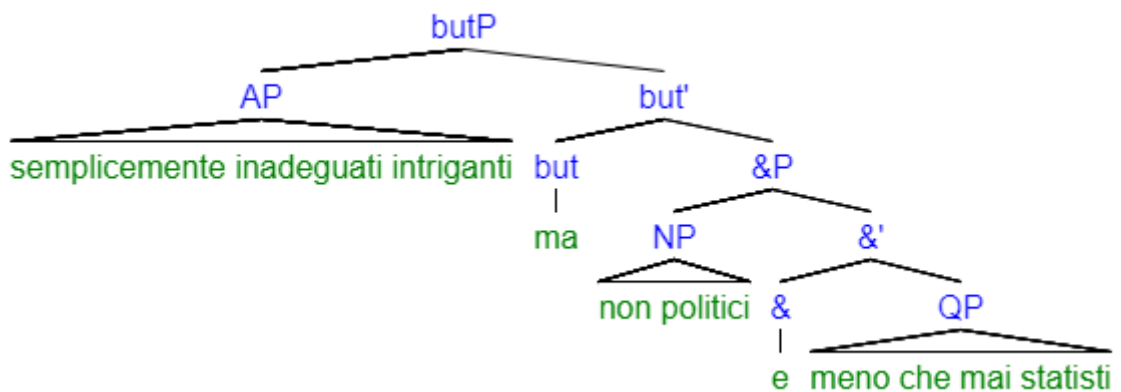 butP
AP but'
semplicemente inadeguati intriganti but &P
ma NP &'
non politici & QP
e meno che mai statisti